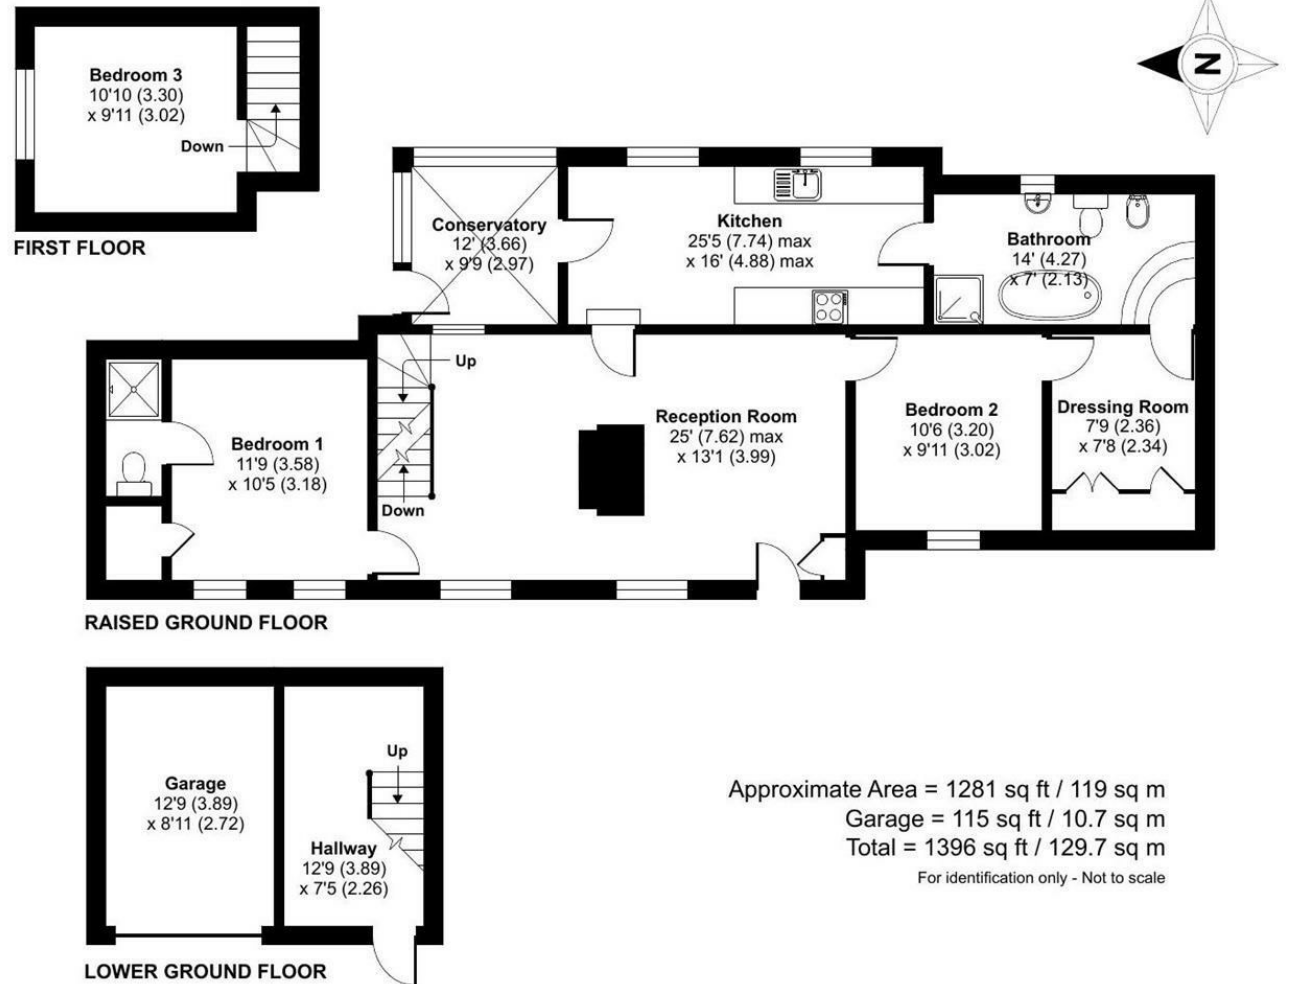 Bedroom 3
10'10 (3.30)
x 9'11 (3.02)
Down
FIRST FLOOR
N
Conservatory
12' (3.66)
x 9'9 (2.97)
Kitchen
25'5 (7.74) max
x 16' (4.88) max
Bathroom
14' (4.27)
x 7' (2.13)
Up
Bedroom 1
11'9 (3.58)
x 10'5 (3.18)
Down
Reception Room
25' (7.62) max
x 13'1 (3.99)
Bedroom 2
10'6 (3.20)
x 9'11 (3.02)
Dressing Room
7'9 (2.36)
x 7'8 (2.34)
RAISED GROUND FLOOR
Garage
12'9 (3.89)
x 8'11 (2.72)
Up
Hallway
12'9 (3.89)
x 7'5 (2.26)
LOWER GROUND FLOOR
Approximate Area = 1281 sq ft / 119 sq m
Garage = 115 sq ft / 10.7 sq m
Total = 1396 sq ft / 129.7 sq m
For identification only - Not to scale